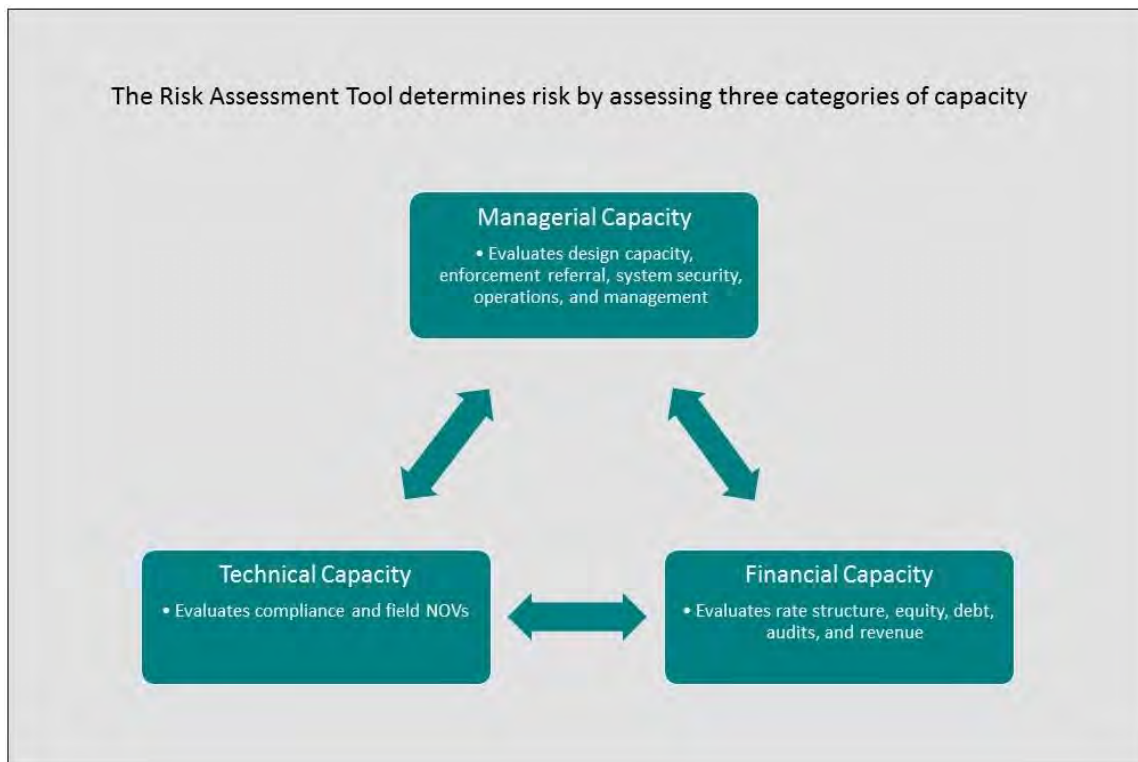 The Risk Assessment Tool determines risk by assessing three categories of capacity
Managerial Capacity
• Evaluates design capacity,
enforcement referral, system security,
operations, and management
Technical Capacity
• Evaluates compliance and field NOVs
Financial Capacity
• Evaluates rate structure, equity, debt,
audits, and revenue